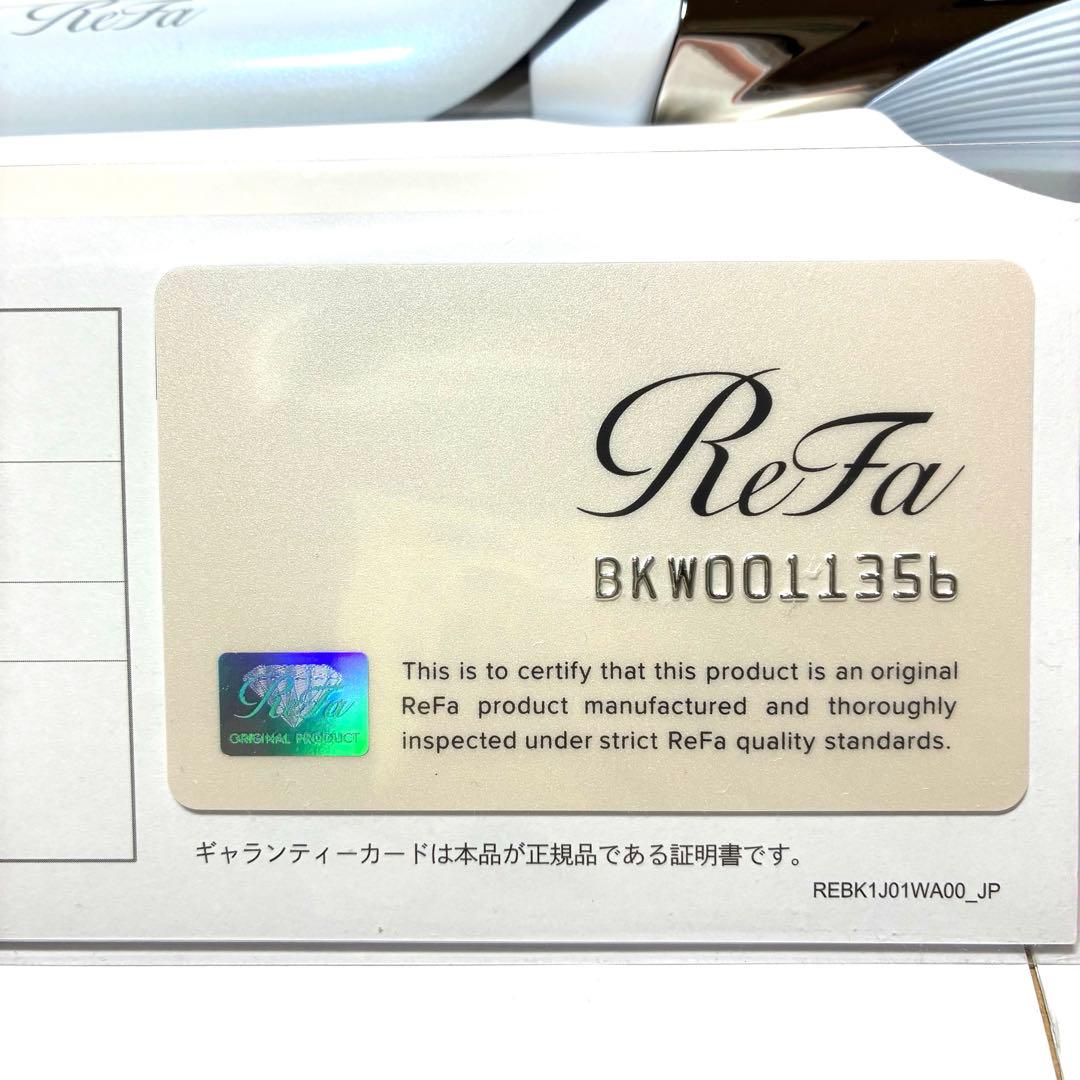 ReFa
ReFa
BKW0011356
ReFa
ORIGINAL PRODUCT
This is to certify that this product is an original
ReFa product manufactured and thoroughly
inspected under strict ReFa quality standards.
ギャランティーカードは本品が正規品である証明書です。
REBK1J01WA00_JP